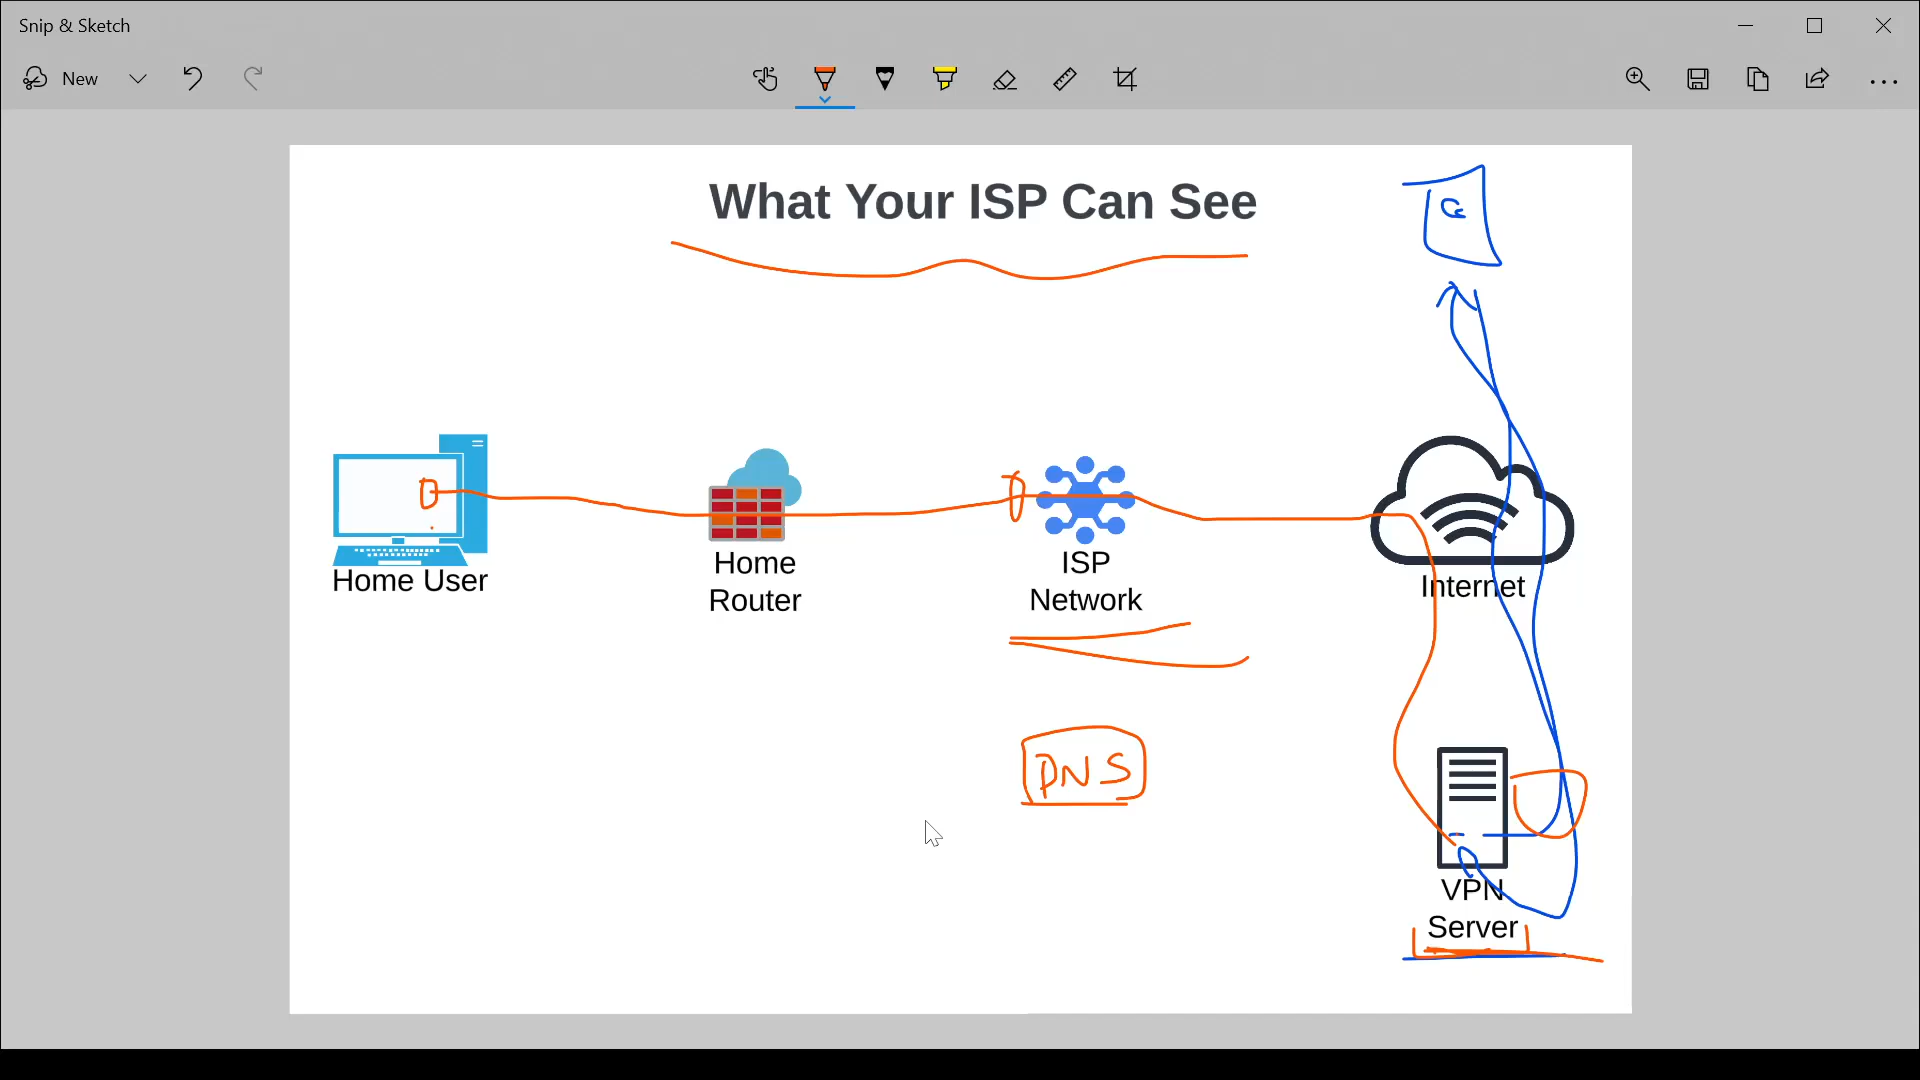 Snip & Sketch
New
What Your ISP Can See
Home User
Home
Router
ISP
Network
Internet
DNS
VPN
Server